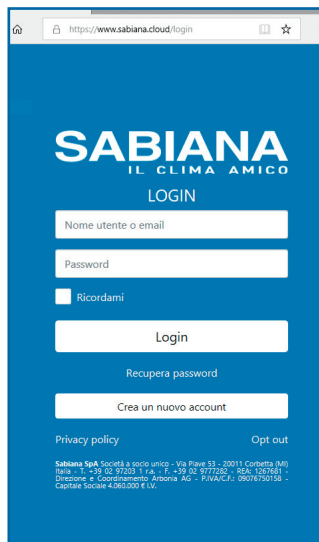 https://www.sabiana.cloud/login
SABIANA
IL CLIMA AMICO
LOGIN
Nome utente o email
Password
Ricordami
Login
Recupera password
Crea un nuovo account
Privacy policy Opt out
Sabiana SpA Società a socio unico - Via Piave 53 - 20011 Corbetta (MI)
Italia - T. +39 02 97203 1 r.a. - F. +39 02 9777282 - REA: 1267681 -
Direzione e Coordinamento Arbonia AG - P.IVA/C.F.: 09076750158 -
Capitale Sociale 4.060.000 € i.V.